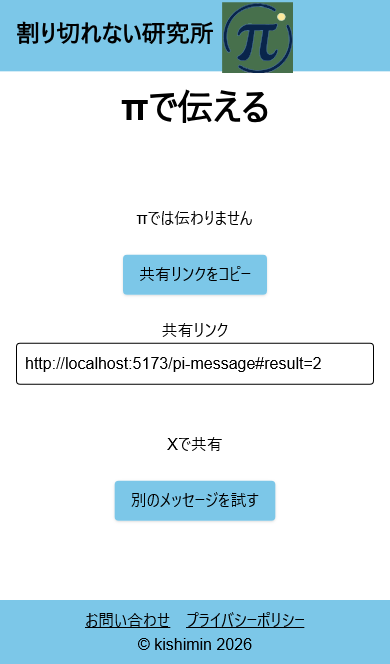 割り切れない研究所 π
πで伝える
πでは伝わりません
共有リンクをコピー
共有リンク
http://localhost:5173/pi-message#result=2
Xで共有
別のメッセージを試す
お問い合わせ プライバシーポリシー
© kishimin 2026